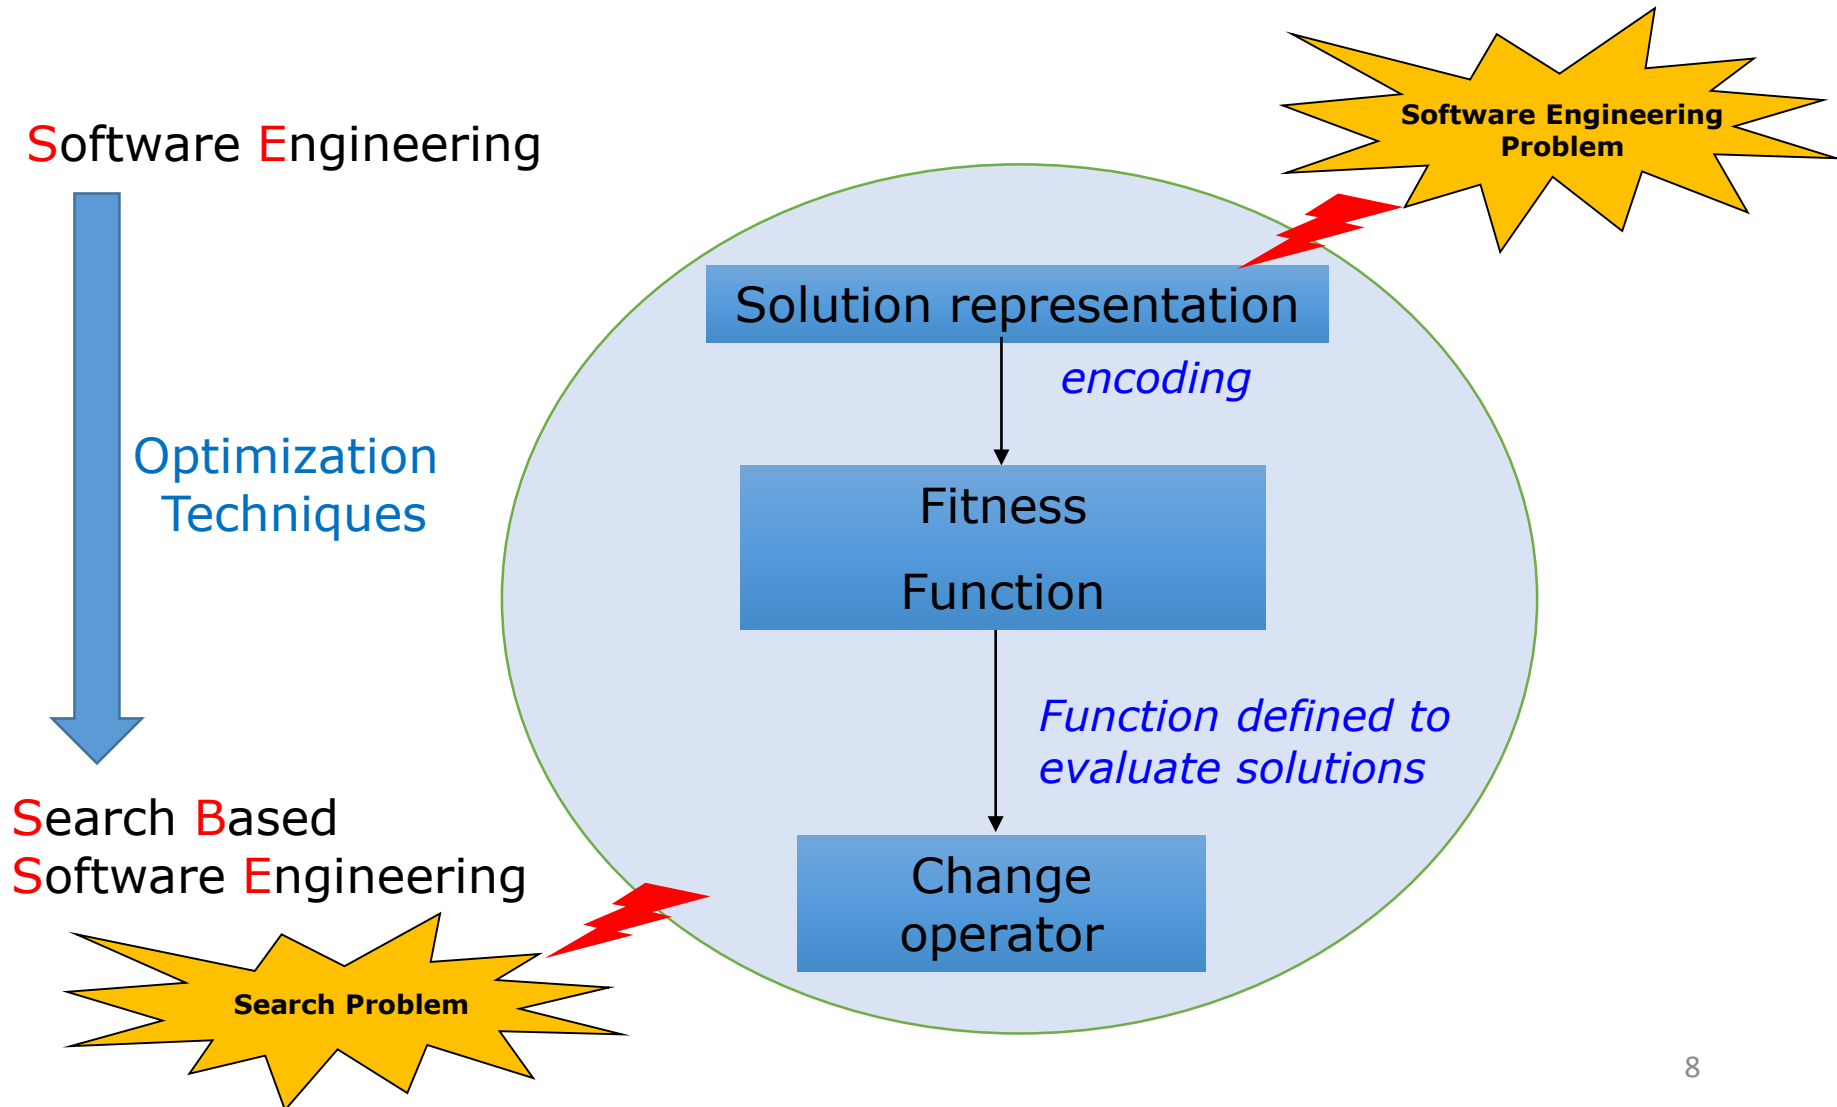 Software Engineering
Optimization
Techniques
Search Based
Software Engineering
Search Problem
Software Engineering
Problem
Solution representation
encoding
Fitness
Function
Function defined to
evaluate solutions
Change
operator
8